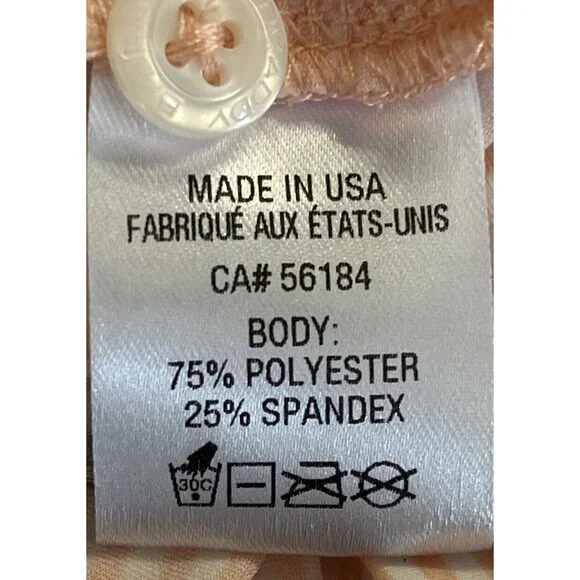 MADE IN USA
FABRIQUÉ AUX ÉTATS-UNIS
CA# 56184
BODY:
75% POLYESTER
25% SPANDEX
30C